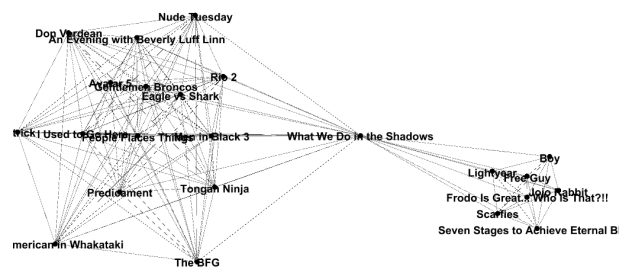 Nude Tuesday
Don Verdean
An Evening with Beverly Luff Linn
Rio 2
Avatar 5
Gentlemen Broncos
Eagle vs Shark
I Used to Go Here
People Places Things
Men in Black 3
What We Do in the Shadows
Boy
Lightyear
Free Guy
Jojo Rabbit
Predicament
Tongan Ninja
Frodo Is Great... Who Is That?!!
Scarfies
Seven Stages to Achieve Eternal B
merican in Whakataki
The BFG